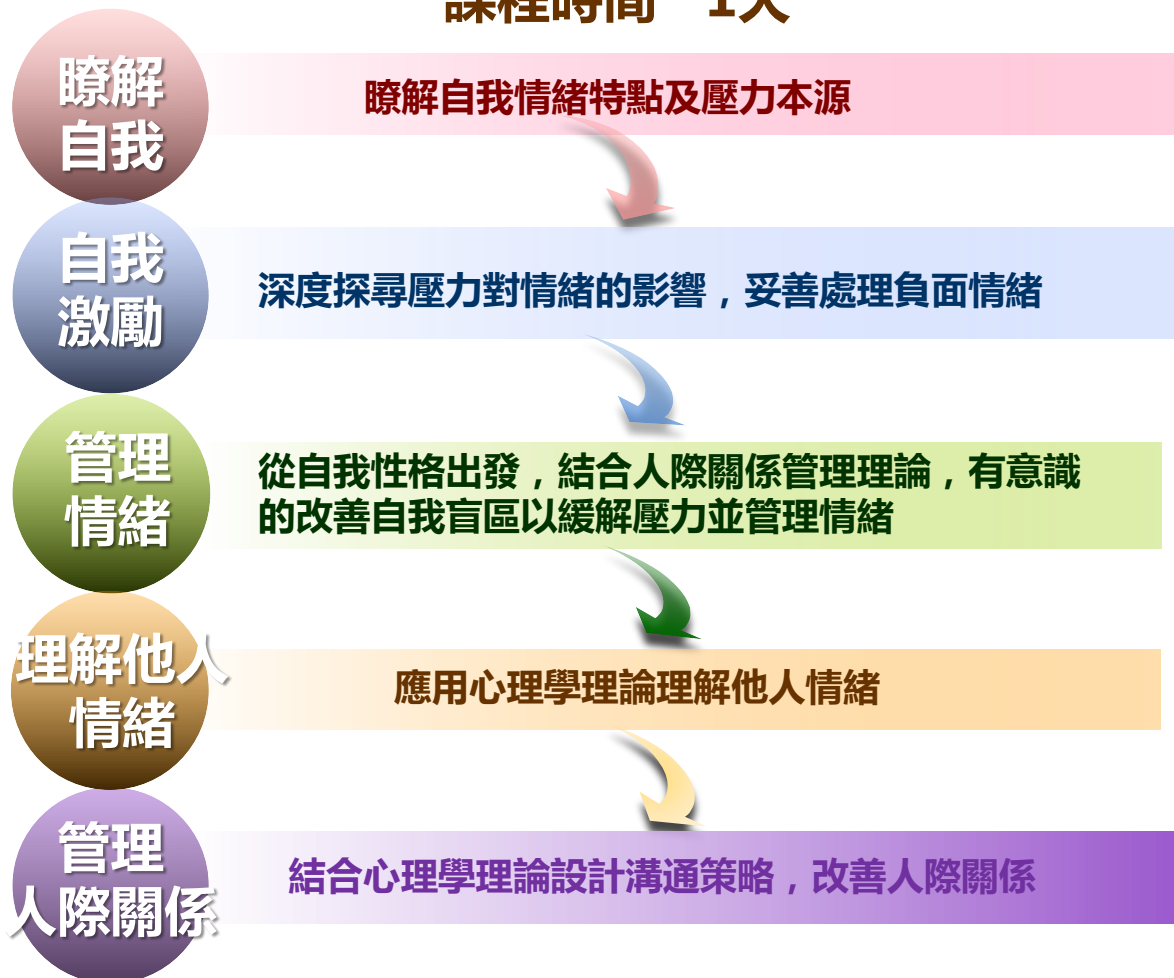 課程時間 1天
瞭解
自我
瞭解自我情緒特點及壓力本源
自我
激勵
深度探尋壓力對情緒的影響，妥善處理負面情緒
管理
情緒
從自我性格出發，結合人際關係管理理論，有意識
的改善自我盲區以緩解壓力並管理情緒
理解他人
情緒
應用心理學理論理解他人情緒
管理
人際關係
結合心理學理論設計溝通策略，改善人際關係